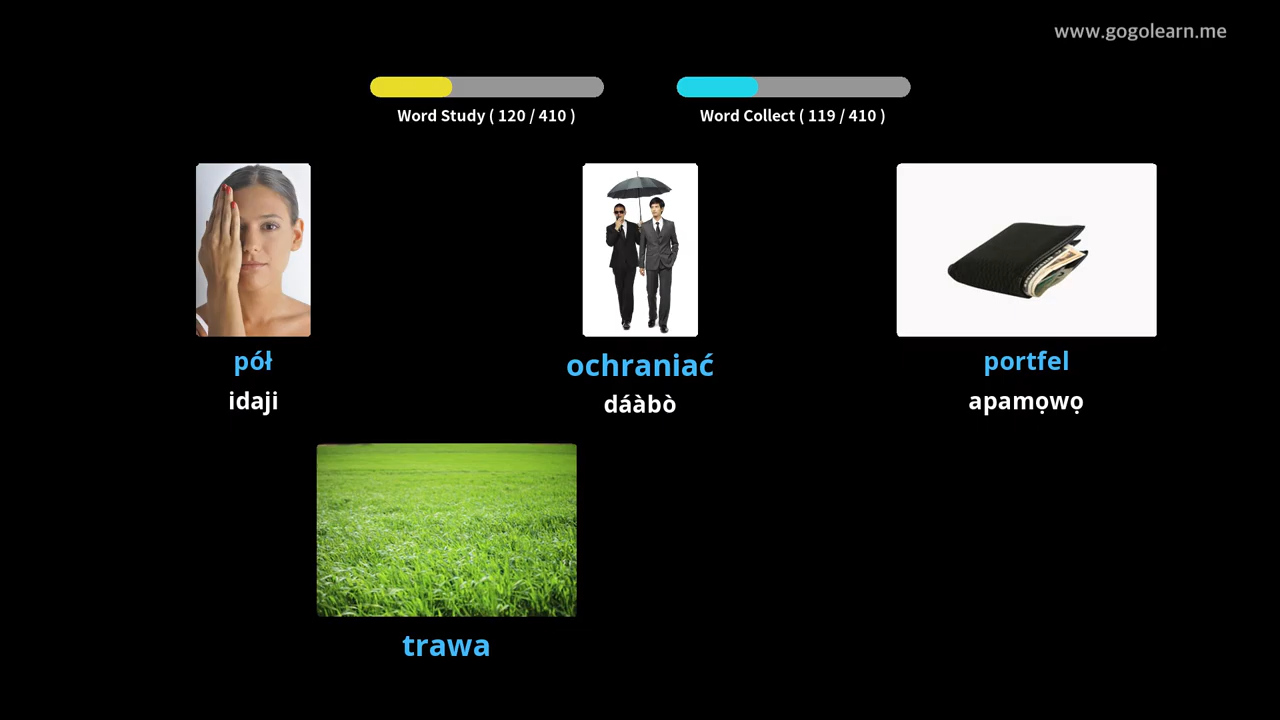 www.gogolearn.me
Word Study ( 120 / 410 )
Word Collect ( 119 / 410 )
pół
ochraniać
portfel
idaji
dáàbò
apamọwọ
trawa